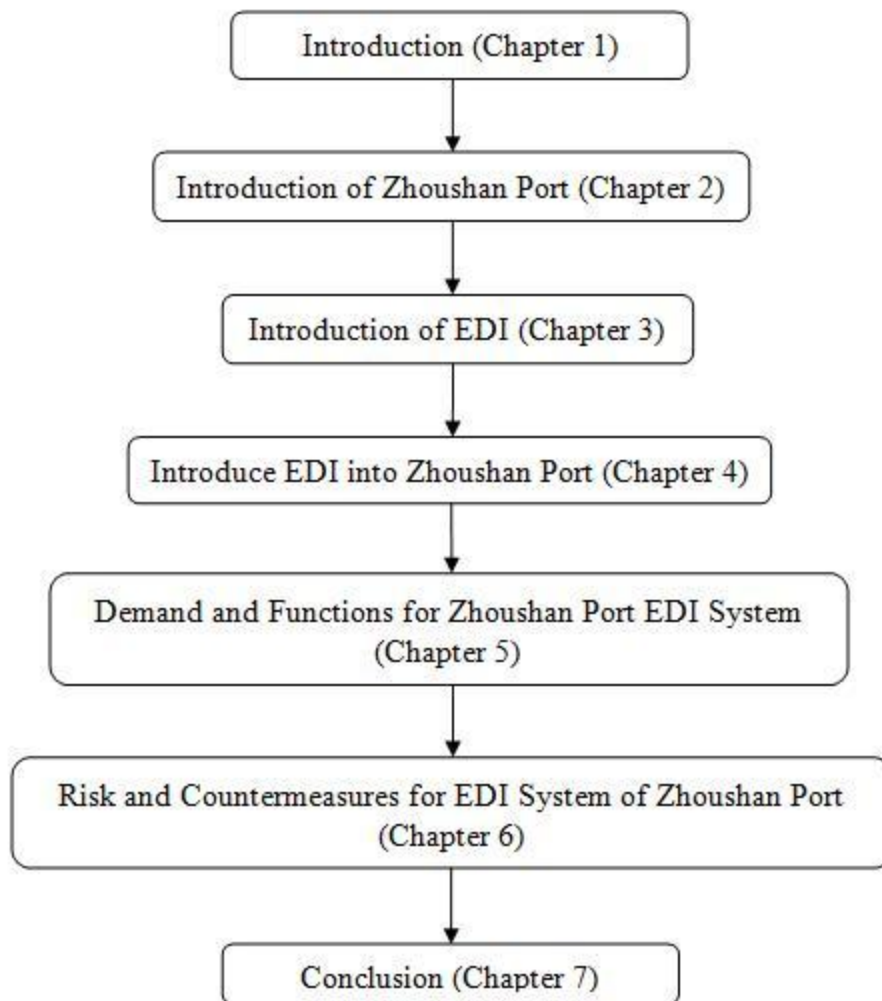 Introduction (Chapter 1)
Introduction of Zhoushan Port (Chapter 2)
Introduction of EDI (Chapter 3)
Introduce EDI into Zhoushan Port (Chapter 4)
Demand and Functions for Zhoushan Port EDI System
(Chapter 5)
Risk and Countermeasures for EDI System of Zhoushan Port
(Chapter 6)
Conclusion (Chapter 7)